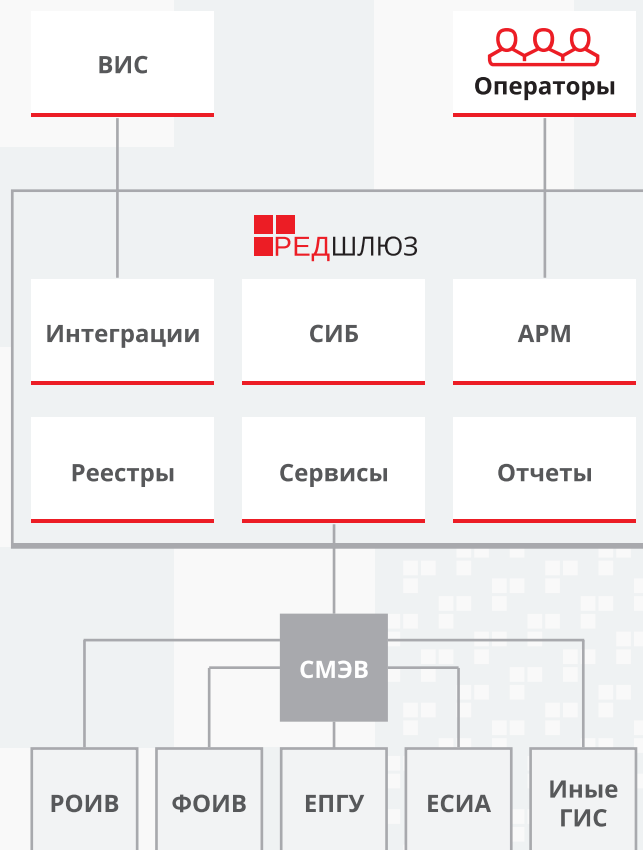 ВИС
Операторы
РЕДШЛЮЗ
Интеграции
СИБ
АРМ
Реестры
Сервисы
Отчеты
СМЭВ
РОИВ
ФОИВ
ЕПГУ
ЕСИА
Иные
ГИС